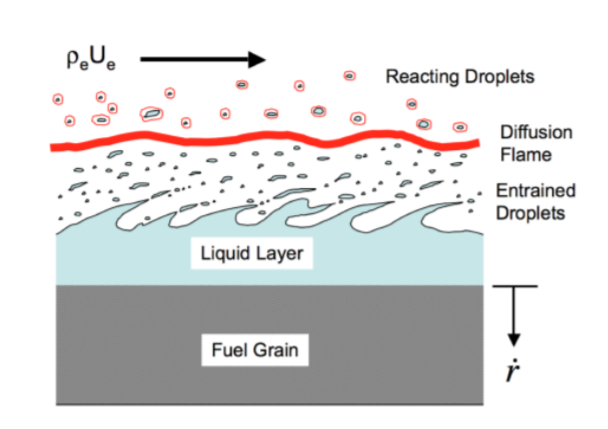 ρₑUₑ
Reacting Droplets
Diffusion
Flame
Entrained
Droplets
Liquid Layer
Fuel Grain
ṙ